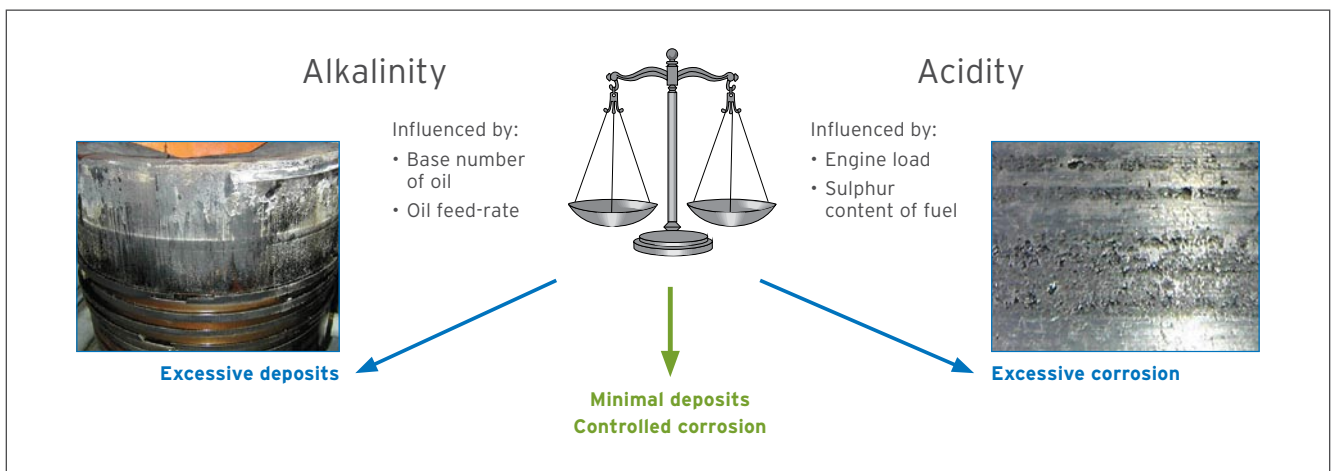 Alkalinity
Influenced by:
• Base number
of oil
• Oil feed-rate
Acidity
Influenced by:
• Engine load
• Sulphur
content of fuel
Excessive deposits
Minimal deposits
Controlled corrosion
Excessive corrosion